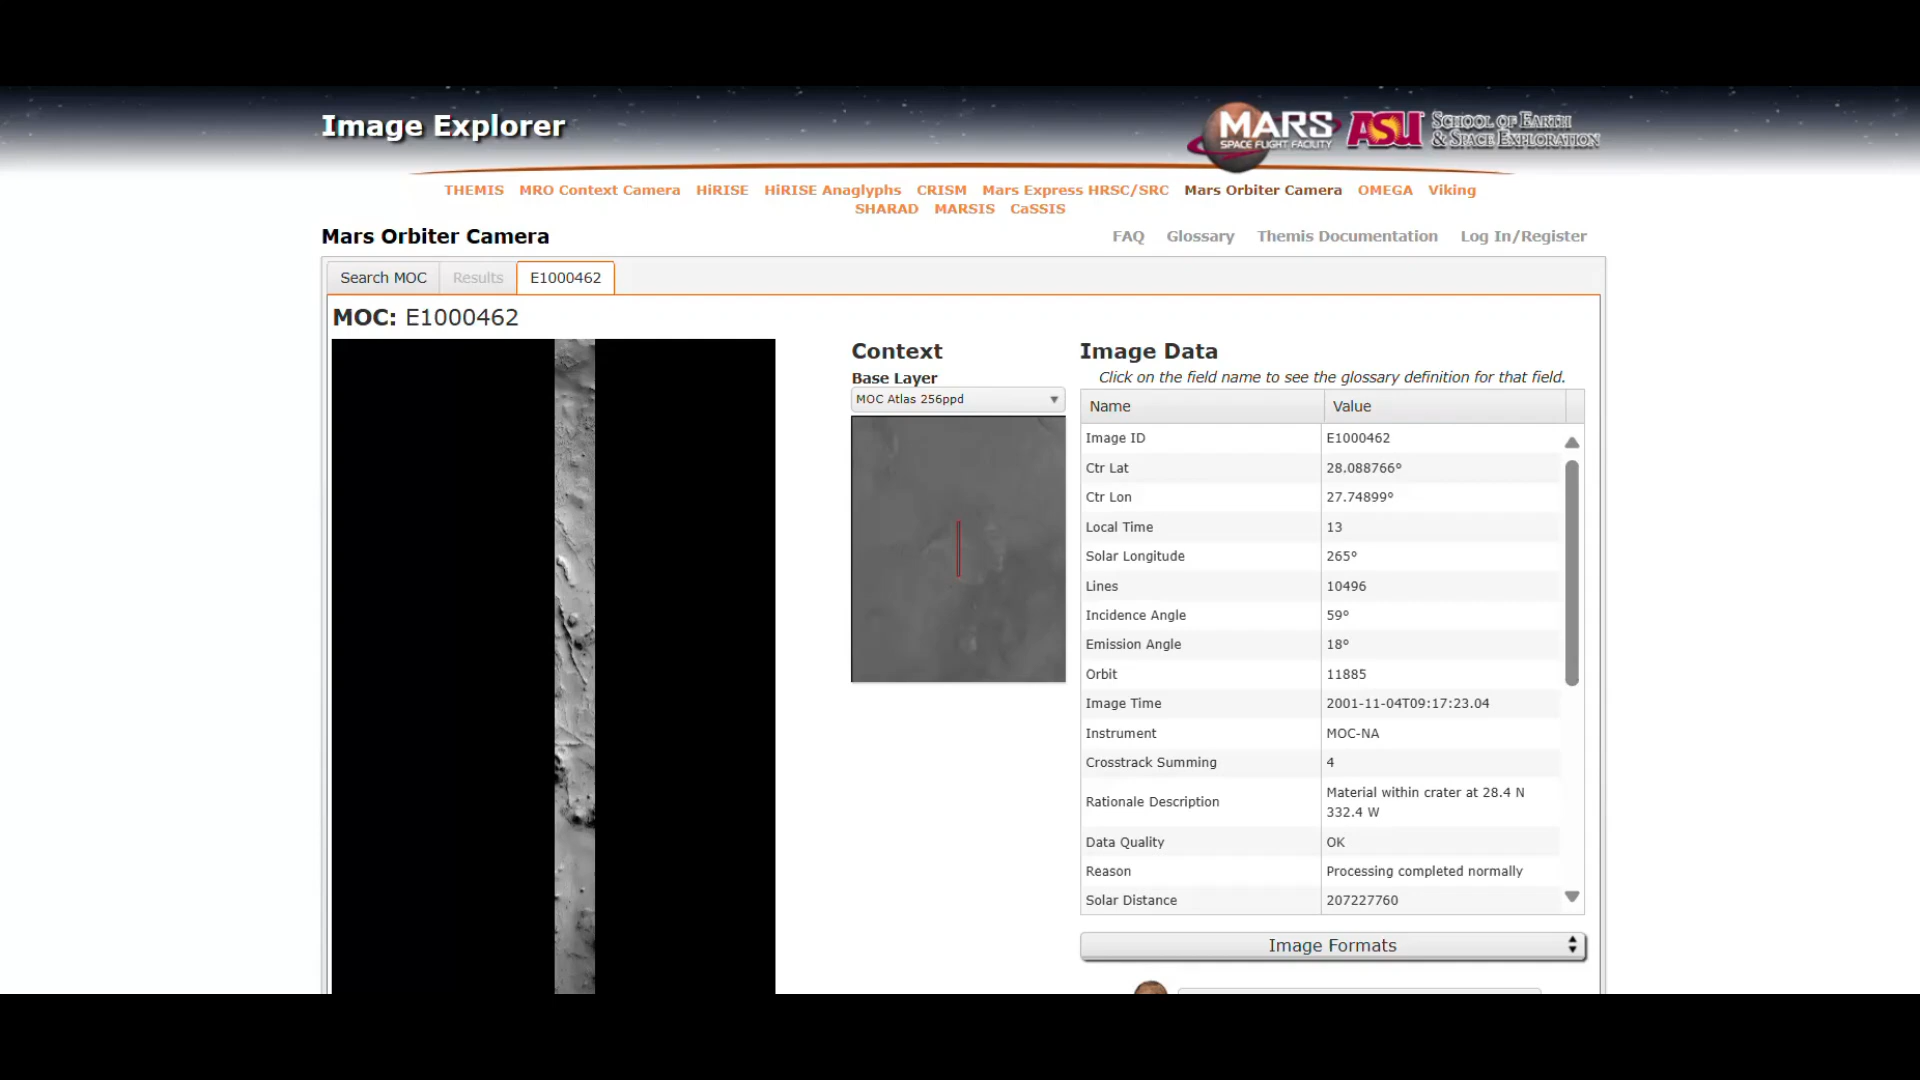 Image Explorer
MARS
SPACE FLIGHT FACILITY
ASU
SCHOOL OF EARTH
& SPACE EXPLORATION
THEMIS MRO Context Camera HiRISE HiRISE Anaglyphs CRISM Mars Express HRSC/SRC Mars Orbiter Camera OMEGA Viking
SHARAD MARSIS CaSSIS
Mars Orbiter Camera
FAQ Glossary Themis Documentation Log In/Register
Search MOC Results E1000462
MOC: E1000462
Context
Base Layer
MOC Atlas 256ppd
Image Data
Click on the field name to see the glossary definition for that field.
Name Value
Image ID E1000462
Ctr Lat 28.088766°
Ctr Lon 27.74899°
Local Time 13
Solar Longitude 265°
Lines 10496
Incidence Angle 59°
Emission Angle 18°
Orbit 11885
Image Time 2001-11-04T09:17:23.04
Instrument MOC-NA
Crosstrack Summing 4
Rationale Description Material within crater at 28.4 N
332.4 W
Data Quality OK
Reason Processing completed normally
Solar Distance 207227760
Image Formats